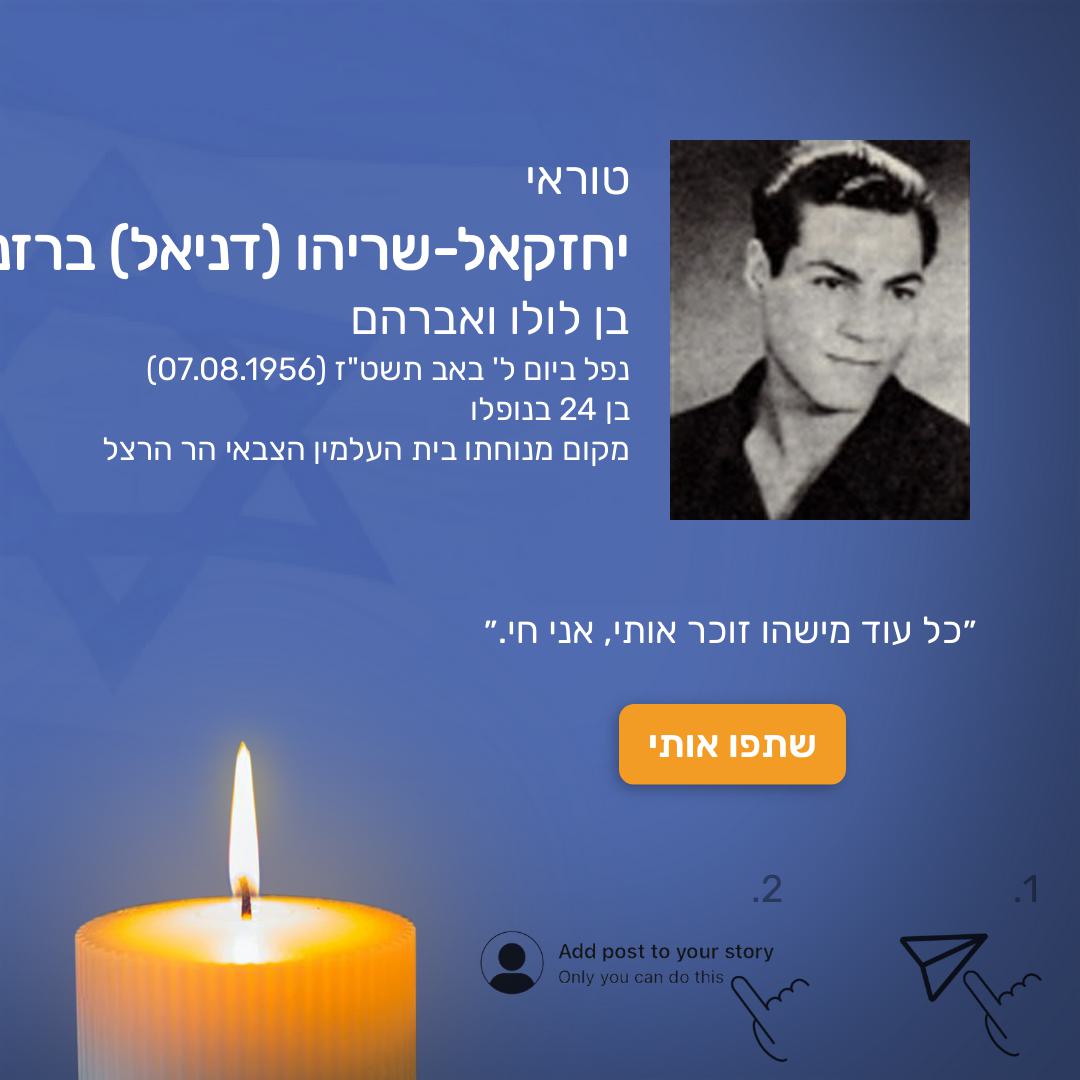 טוראי
יחזקאל-שריהו (דניאל)
בן לולו ואברהם
נפל ביום ל' באב תשט"ז (07.08.1956)
בן 24 בנופלו
מקום מנוחתו בית העלמין הצבאי הר הרצל
״כל עוד מישהו זוכר אותי, אני חי.״
שתפו אותי
1.
2.
Add post to your story
Only you can do this